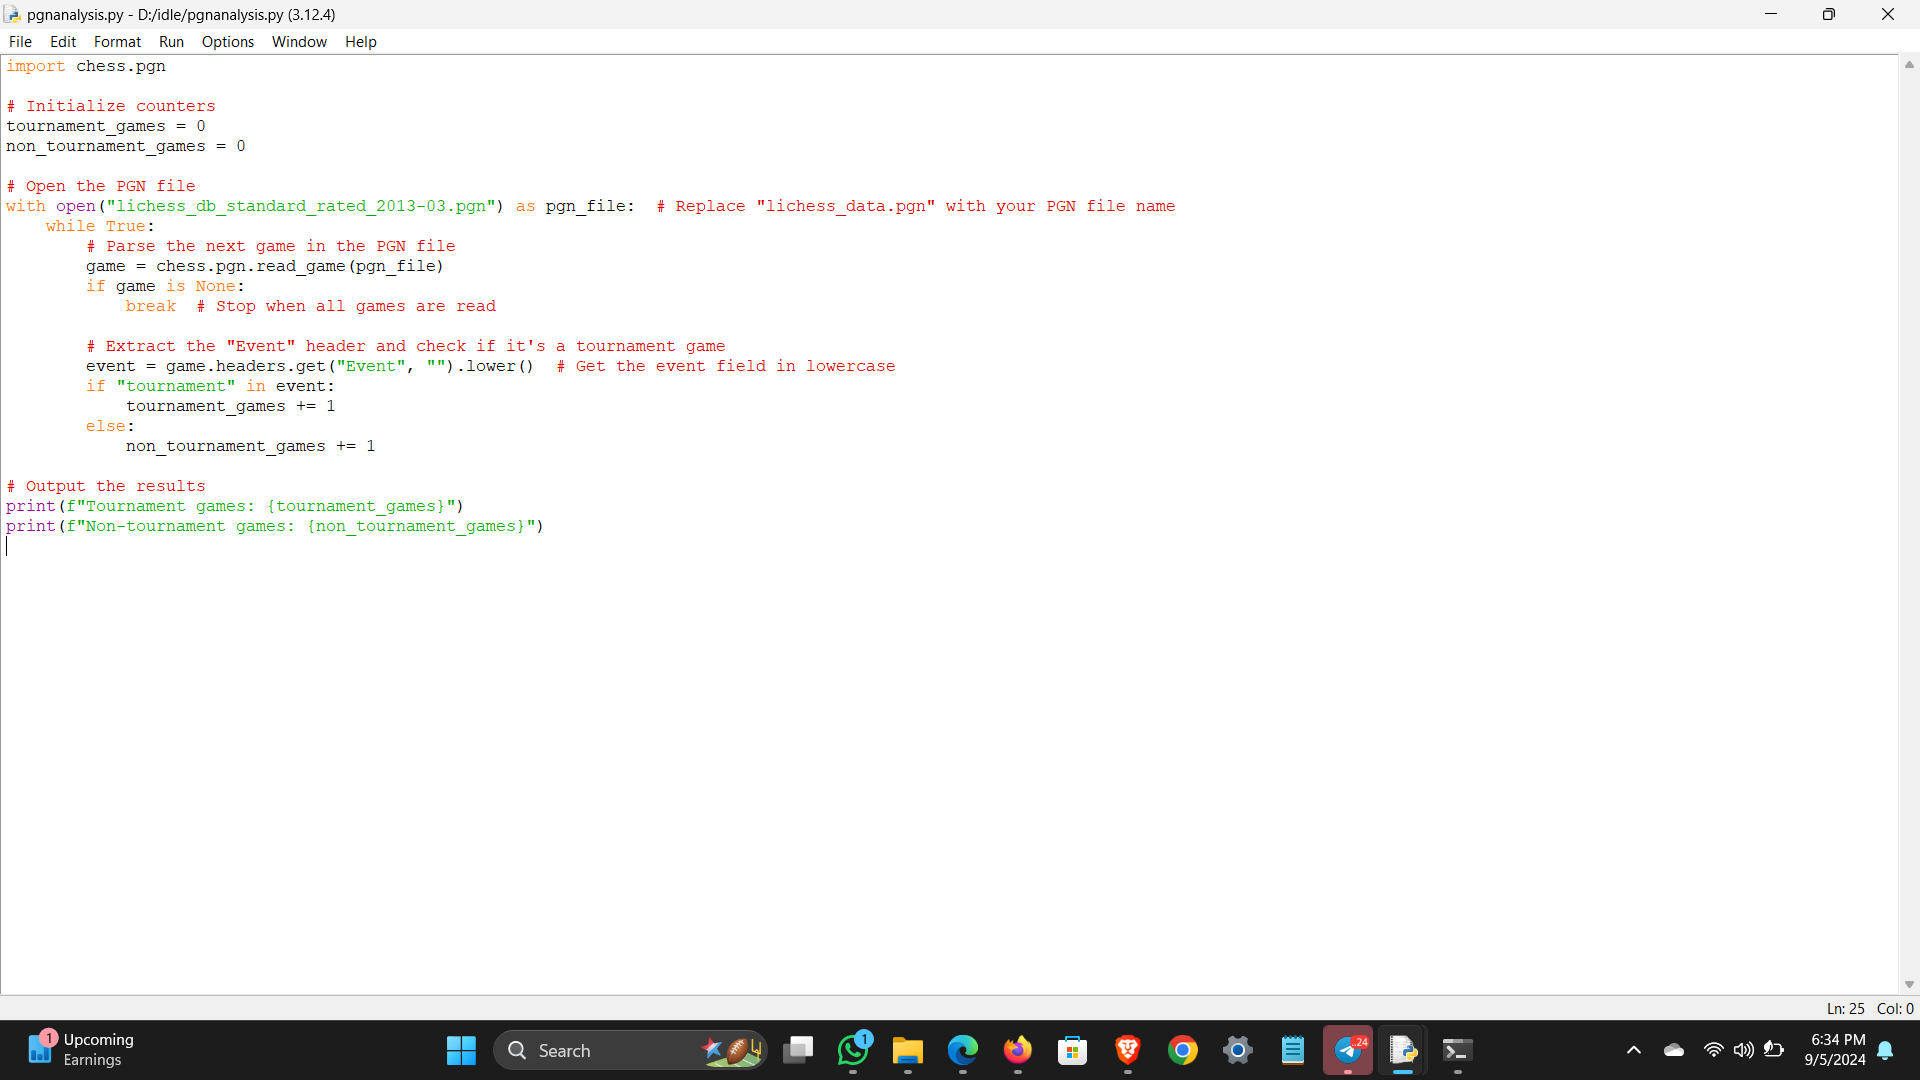 pgnanalysis.py - D:/idle/pgnanalysis.py (3.12.4)
File Edit Format Run Options Window Help
import chess.pgn
# Initialize counters
tournament_games = 0
non_tournament_games = 0
# Open the PGN file
with open("lichess_db_standard_rated_2013-03.pgn") as pgn_file:  # Replace "lichess_data.pgn" with your PGN file name
    while True:
        # Parse the next game in the PGN file
        game = chess.pgn.read_game(pgn_file)
        if game is None:
            break  # Stop when all games are read
        # Extract the "Event" header and check if it's a tournament game
        event = game.headers.get("Event", "").lower()  # Get the event field in lowercase
        if "tournament" in event:
            tournament_games += 1
        else:
            non_tournament_games += 1
# Output the results
print(f"Tournament games: {tournament_games}")
print(f"Non-tournament games: {non_tournament_games}")
Ln: 25 Col: 0
1
Upcoming
Earnings
Search
1
24
6:34 PM
9/5/2024